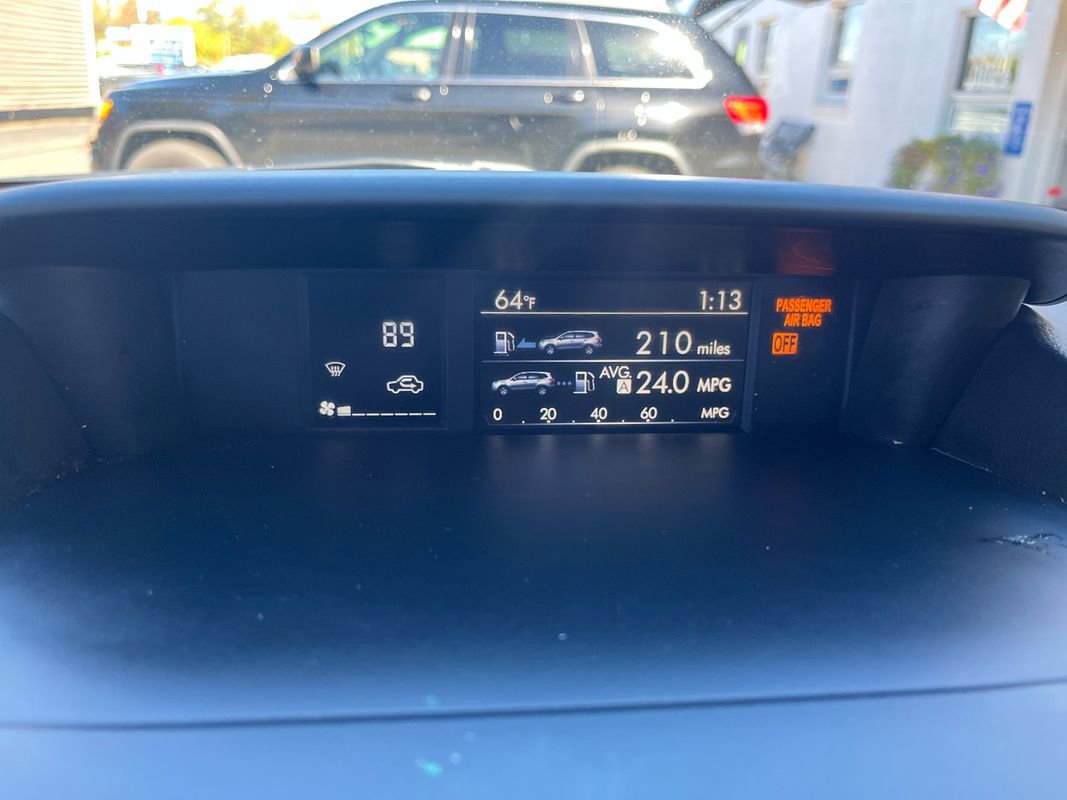 64°F 1:13
89
210 miles
AVG. A 24.0 MPG
0 . 20 . 40 . 60 . MPG
PASSENGER
AIR BAG
OFF